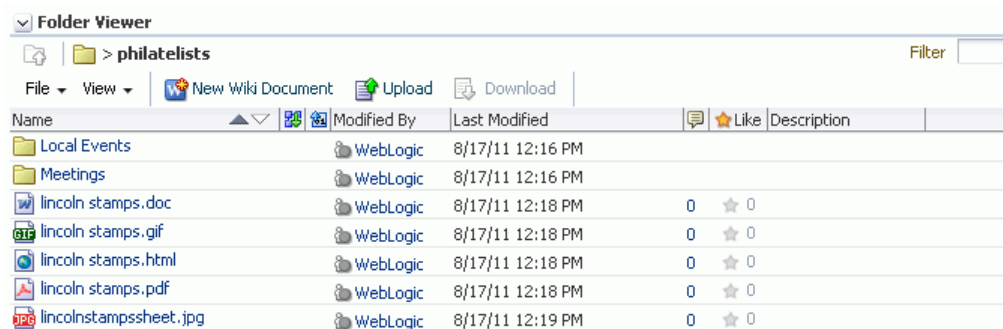 Folder Viewer
> philatelists Filter
File View New Wiki Document Upload Download
Name Modified By Last Modified Like Description
Local Events WebLogic 8/17/11 12:16 PM
Meetings WebLogic 8/17/11 12:16 PM
lincoln stamps.doc WebLogic 8/17/11 12:18 PM 0 0
GIF lincoln stamps.gif WebLogic 8/17/11 12:18 PM 0 0
lincoln stamps.html WebLogic 8/17/11 12:18 PM 0 0
lincoln stamps.pdf WebLogic 8/17/11 12:18 PM 0 0
JPG lincolnstampssheet.jpg WebLogic 8/17/11 12:19 PM 0 0